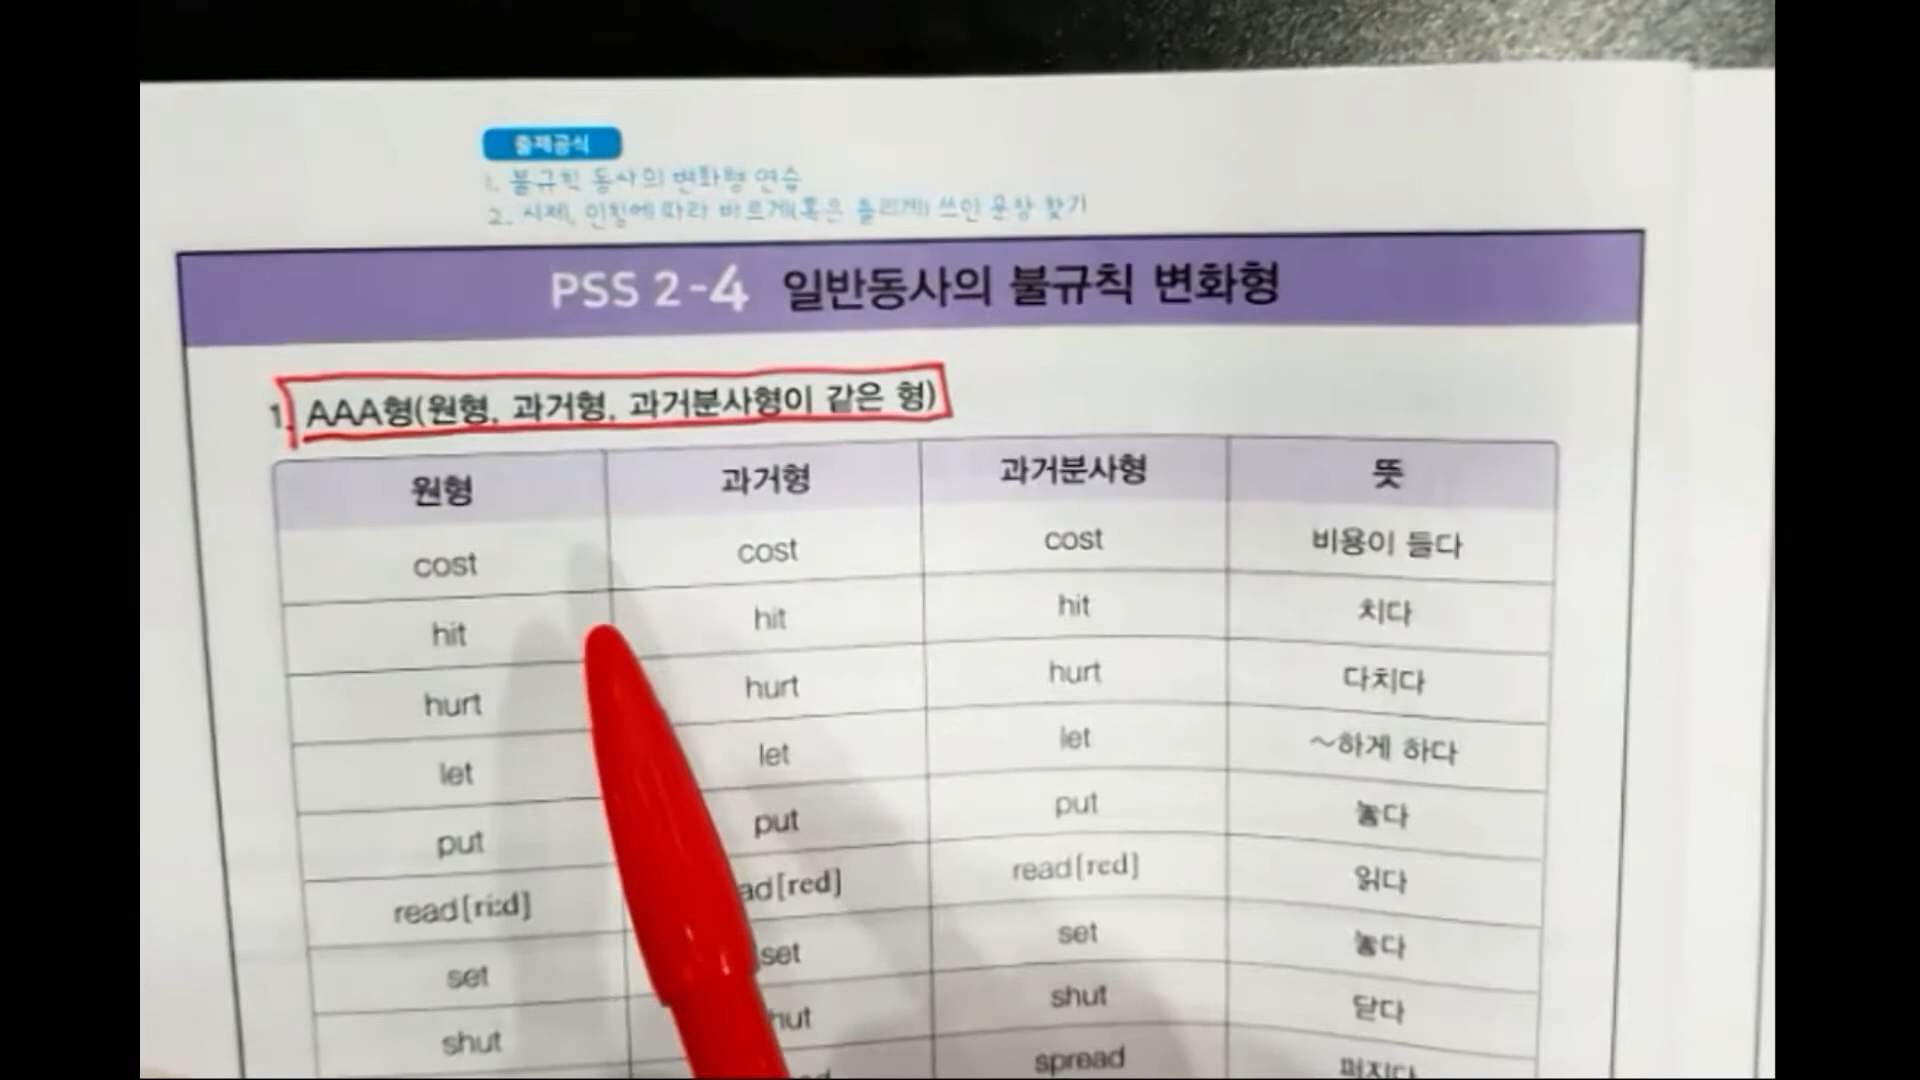 출제공식
1. 불규칙 동사의 변화형 연습
2. 시제, 인칭에 따라 바르게(혹은 틀리게) 쓰인 문장 찾기
PSS 2-4 일반동사의 불규칙 변화형
1. AAA형(원형, 과거형, 과거분사형이 같은 형)
원형 과거형 과거분사형 뜻
cost cost cost 비용이 들다
hit hit hit 치다
hurt hurt hurt 다치다
let let let ~하게 하다
put put put 놓다
read[ri:d] ad[red] read[red] 읽다
set set set 놓다
shut hut shut 닫다
spread 퍼지다